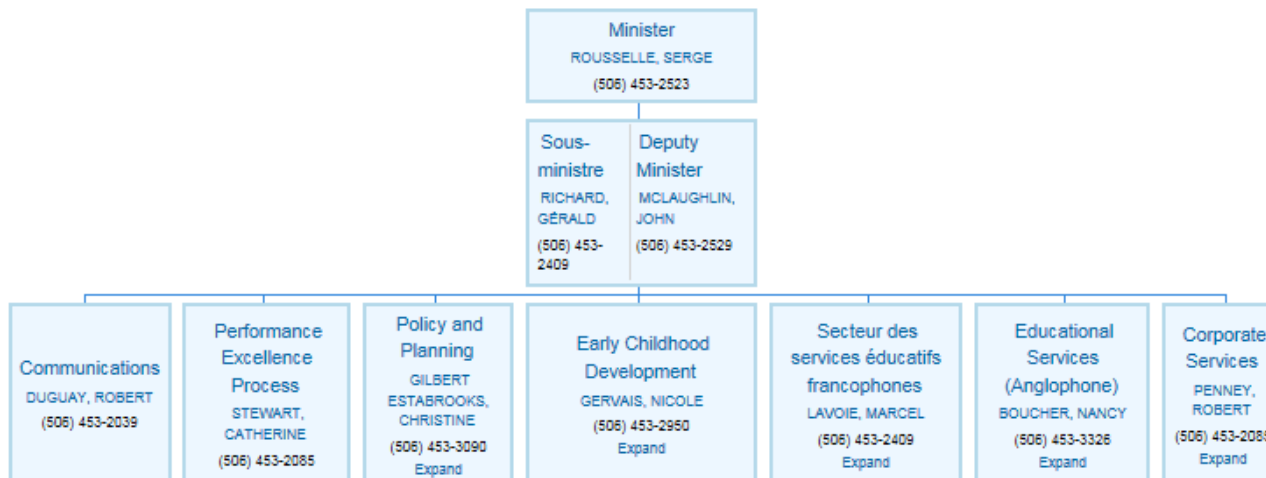 Minister
ROUSSELLE, SERGE
(506) 453-2523
Sous-
ministre
RICHARD,
GÉRALD
(506) 453-
2409
Deputy
Minister
MCLAUGHLIN,
JOHN
(506) 453-2529
Communications
DUGUAY, ROBERT
(506) 453-2039
Performance
Excellence
Process
STEWART,
CATHERINE
(506) 453-2085
Policy and
Planning
GILBERT
ESTABROOKS,
CHRISTINE
(506) 453-3090
Expand
Early Childhood
Development
GERVAIS, NICOLE
(506) 453-2950
Expand
Secteur des
services éducatifs
francophones
LAVOIE, MARCEL
(506) 453-2409
Expand
Educational
Services
(Anglophone)
BOUCHER, NANCY
(506) 453-3326
Expand
Corporate
Services
PENNEY,
ROBERT
(506) 453-2085
Expand